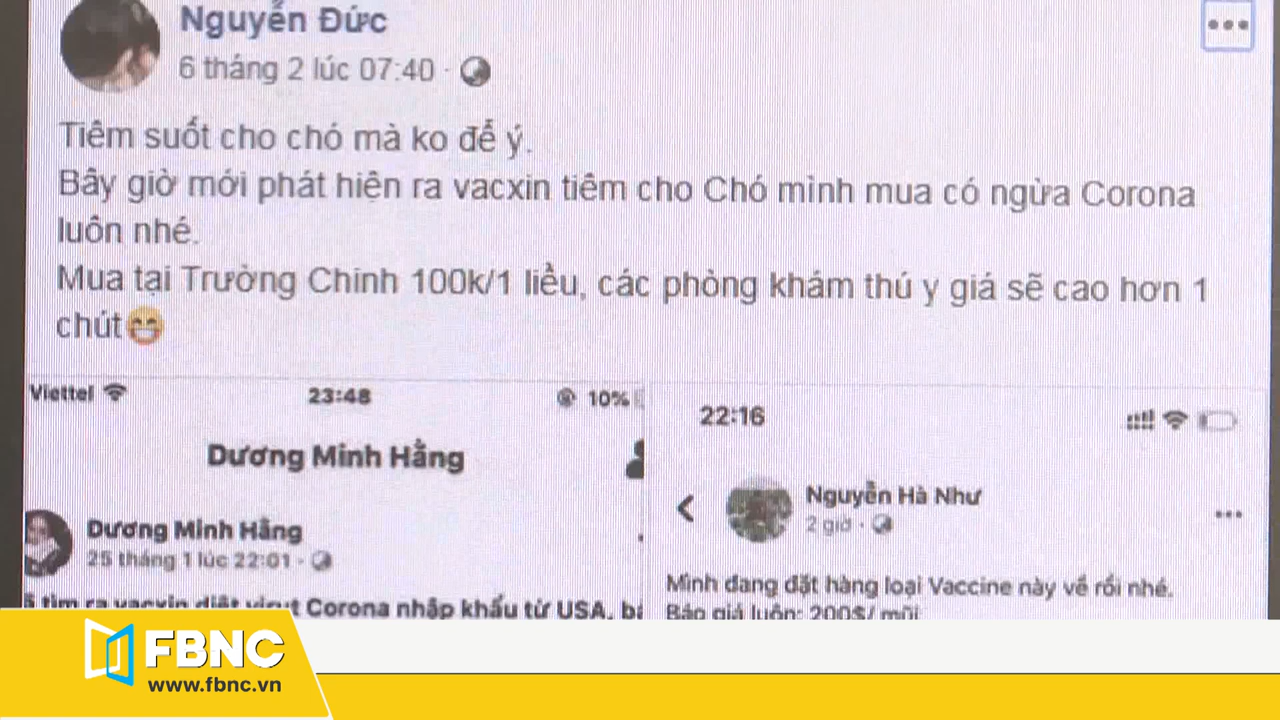 Nguyễn Đức
6 tháng 2 lúc 07:40 ·
Tiêm suốt cho chó mà ko để ý.
Bây giờ mới phát hiện ra vacxin tiêm cho Chó mình mua có ngừa Corona
luôn nhé.
Mua tại Trường Chinh 100k/1 liều, các phòng khám thú y giá sẽ cao hơn 1
chút
Viettel 23:48 10%
Dương Minh Hằng
Dương Minh Hằng
25 tháng 1 lúc 22:01 ·
tìm ra vacxin diệt virut Corona nhập khẩu từ USA, bá
22:16
Nguyễn Hà Như
2 giờ ·
Mình đang đặt hàng loại Vaccine này về rồi nhé.
Báo giá luôn: 200$/ mũi
FBNC
www.fbnc.vn